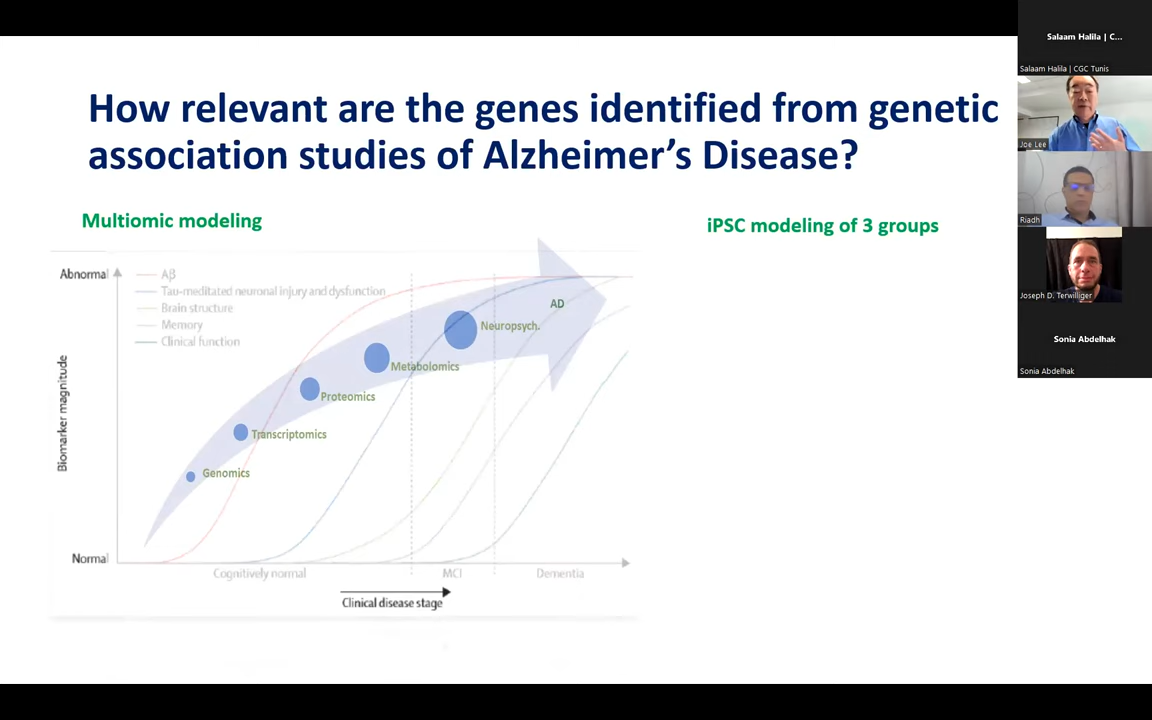 How relevant are the genes identified from genetic
association studies of Alzheimer's Disease?
Multiomic modeling
iPSC modeling of 3 groups
Abnormal
Aβ
Tau-meditated neuronal injury and dysfunction
Brain structure
Memory
Clinical function
Biomarker magnitude
AD
Neuropsych.
Metabolomics
Proteomics
Transcriptomics
Genomics
Normal
Cognitively normal
MCI
Dementia
Clinical disease stage
Salaam Halila | C...
Salaam Halila | CGC Tunis
Joe Lee
Riadh
Joseph D. Terwilliger
Sonia Abdelhak
Sonia Abdelhak